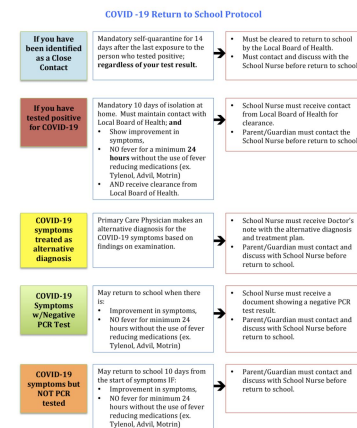 COVID -19 Return to School Protocol
If you have
been identified
as a Close
Contact
Mandatory self-quarantine for 14
days after the last exposure to the
person who tested positive;
regardless of your test result.
• Must be cleared to return to school
by the Local Board of Health.
• Must contact and discuss with the
School Nurse before return to school
If you have
tested positive
for COVID-19
Mandatory 10 days of isolation at
home. Must maintain contact with
Local Board of Health; and
• Show improvement in
symptoms,
• NO fever for a minimum 24
hours without the use of fever
reducing medications (ex.
Tylenol, Advil, Motrin)
• AND receive clearance from
Local Board of Health.
• School Nurse must receive contact
from Local Board of Health for
clearance.
• Parent/Guardian must contact the
School Nurse before return to school
COVID-19
symptoms
treated as
alternative
diagnosis
Primary Care Physician makes an
alternative diagnosis for the
COVID-19 symptoms based on
findings on examination.
• School Nurse must receive Doctor's
note with the alternative diagnosis
and treatment plan.
• Parent/Guardian must contact and
discuss with School Nurse before
return to school.
COVID-19
Symptoms
w/Negative
PCR Test
May return to school when there
is:
• Improvement in symptoms,
• NO fever for minimum 24
hours without the use of fever
reducing medications (ex.
Tylenol, Advil, Motrin)
• School Nurse must receive a
document showing a negative PCR
test result.
• Parent/Guardian must contact and
discuss with School Nurse before
return to school.
COVID-19
symptoms but
NOT PCR
tested
May return to school 10 days from
the start of symptoms IF:
• Improvement in symptoms,
• NO fever for minimum 24
hours without the use of fever
reducing medications (ex.
Tylenol, Advil, Motrin)
• Parent/Guardian must contact and
discuss with School Nurse before
return to school.